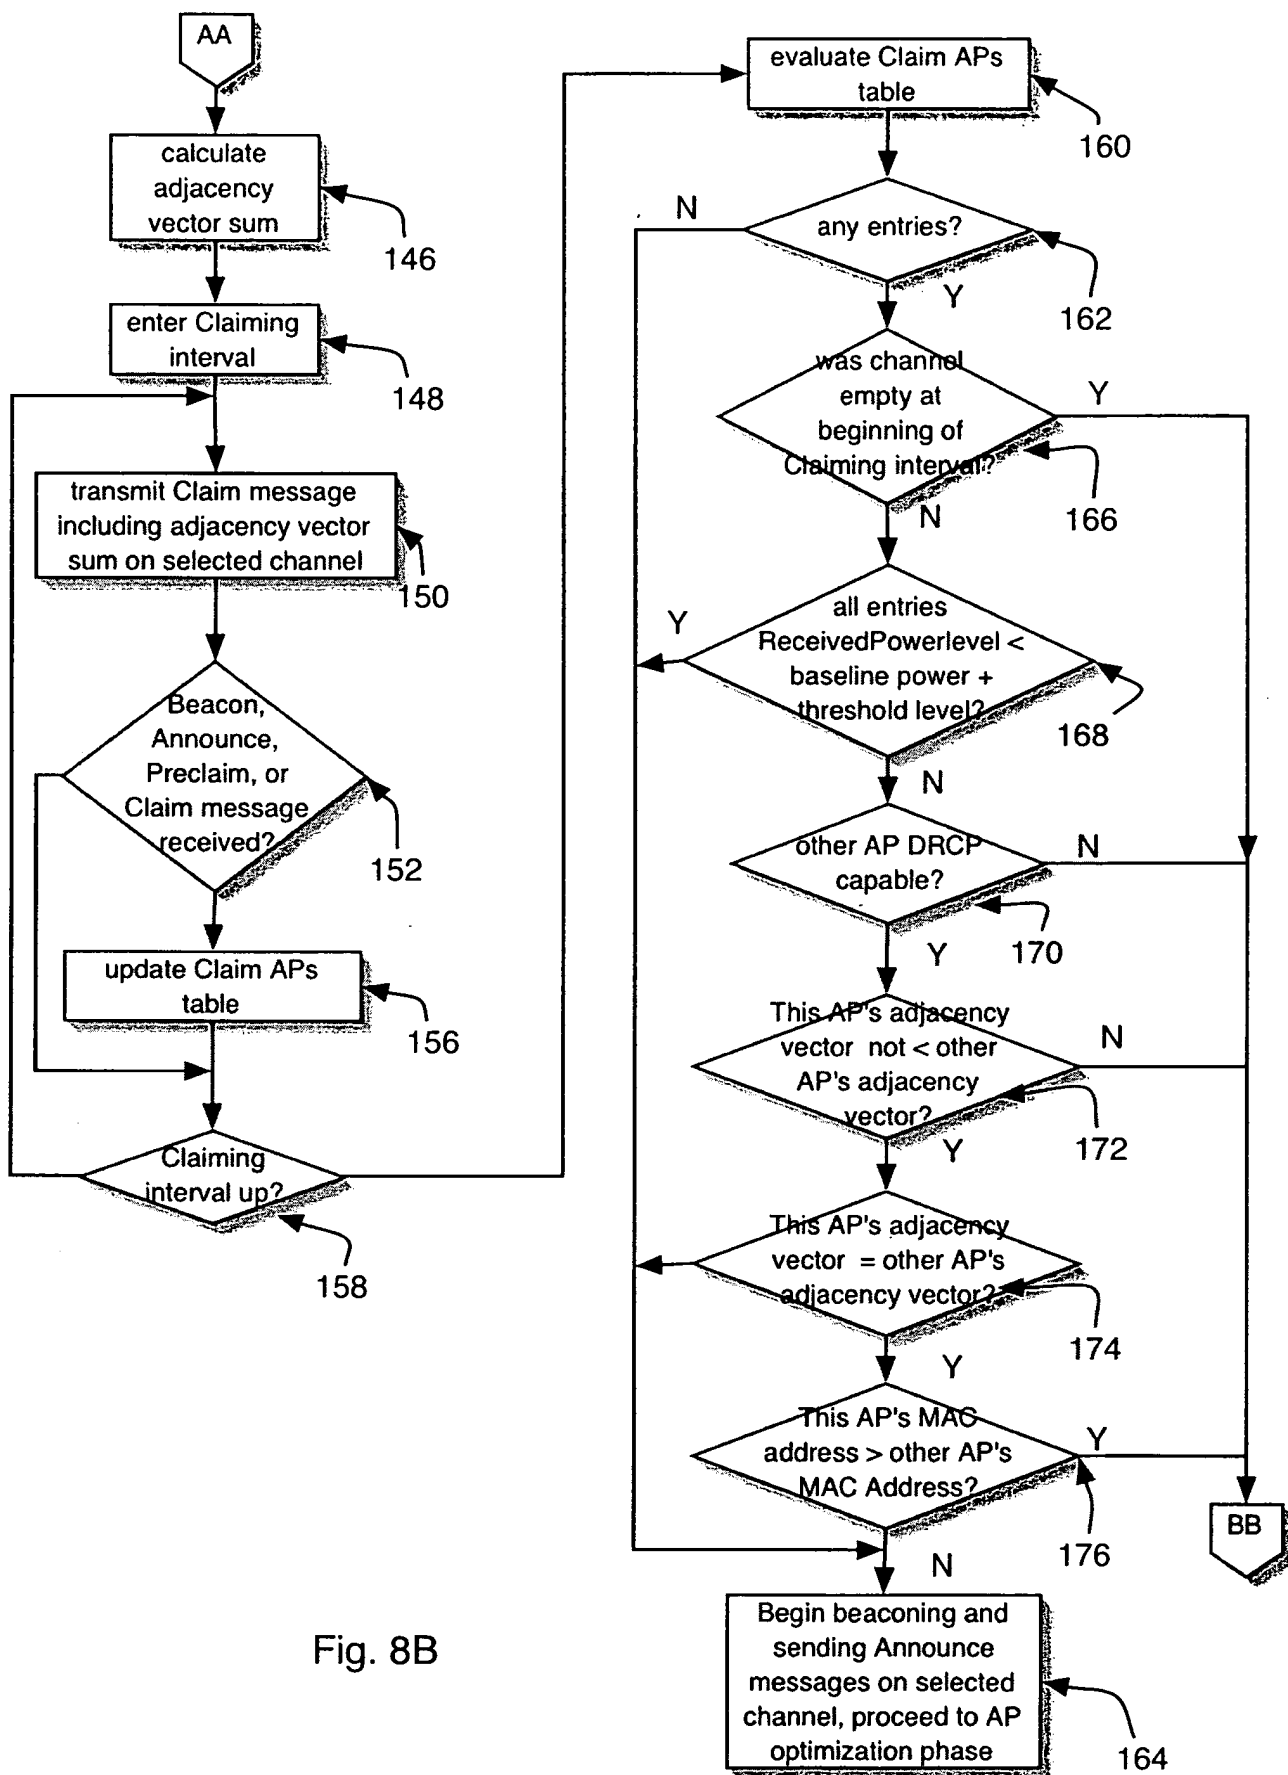 AA
calculate
adjacency
vector sum
146
enter Claiming
interval
148
transmit Claim message
including adjacency vector
sum on selected channel
150
Beacon,
Announce,
Preclaim, or
Claim message
received?
152
update Claim APs
table
156
Claiming
interval up?
158
evaluate Claim APs
table
160
any entries?
N
Y
162
was channel
empty at
beginning of
Claiming interval?
Y
N
166
all entries
ReceivedPowerlevel <
baseline power +
threshold level?
Y
N
168
other AP DRCP
capable?
N
Y
170
This AP's adjacency
vector not < other
AP's adjacency
vector?
N
Y
172
This AP's adjacency
vector = other AP's
adjacency vector?
174
Y
This AP's MAC
address > other AP's
MAC Address?
Y
N
176
BB
Begin beaconing and
sending Announce
messages on selected
channel, proceed to AP
optimization phase
164
Fig. 8B